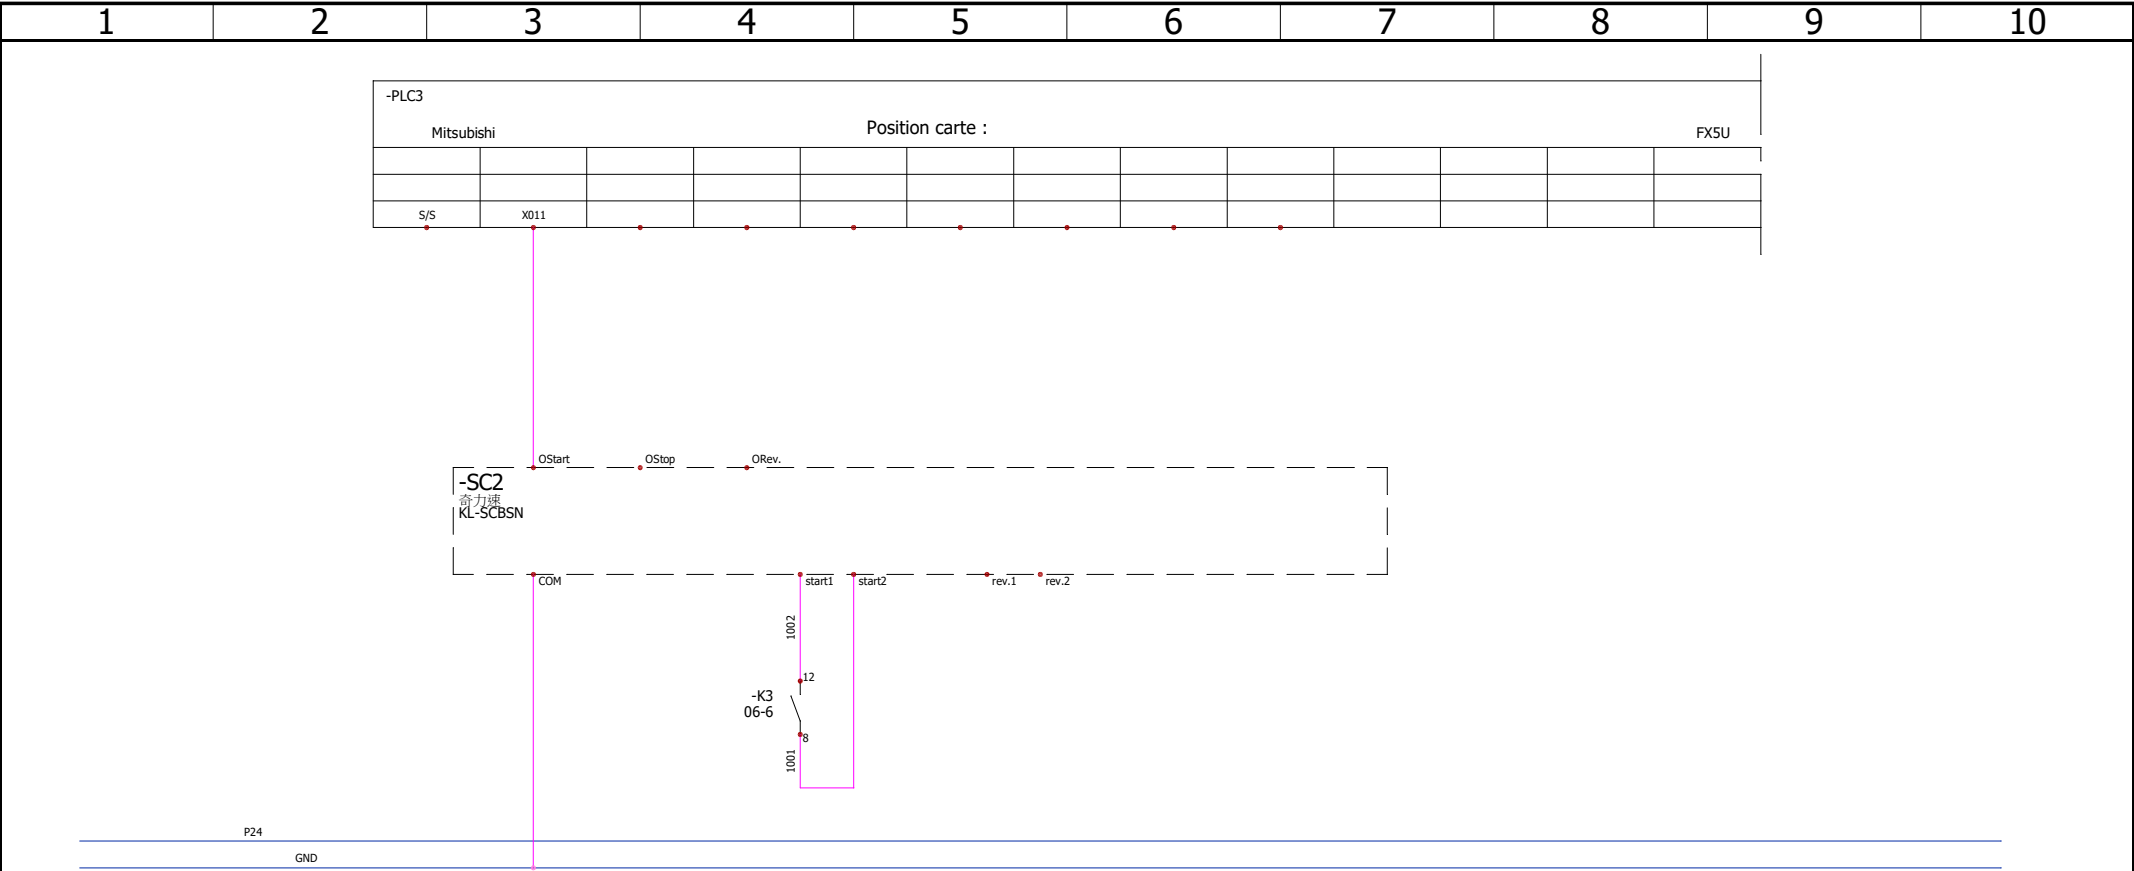 1 2 3 4 5 6 7 8 9 10
-PLC3
Mitsubishi Position carte : FX5U
S/S X011
OStart OStop ORev.
-SC2
奇力速
KL-SCBSN
COM start1 start2 rev.1 rev.2
1002
12
-K3
06-6
8
1001
P24
GND